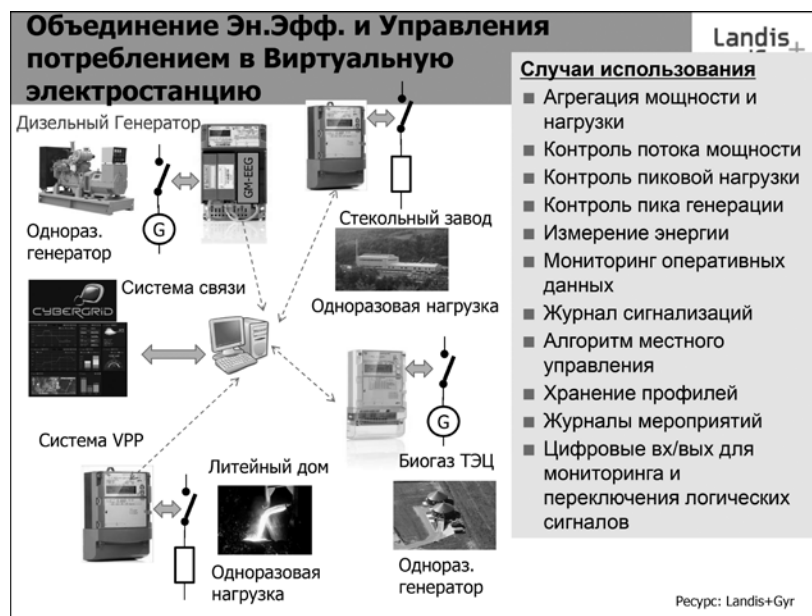 Объединение Эн.Эфф. и Управления
потреблением в Виртуальную
электростанцию
Landis
Дизельный Генератор
GM-EEG
G
Однораз.
генератор
Стекольный завод
Одноразовая нагрузка
Система связи
CYBERGRID
G
Биогаз ТЭЦ
Система VPP
Литейный дом
Одноразовая
нагрузка
Однораз.
генератор
Случаи использования
Агрегация мощности и
нагрузки
Контроль потока мощности
Контроль пиковой нагрузки
Контроль пика генерации
Измерение энергии
Мониторинг оперативных
данных
Журнал сигнализаций
Алгоритм местного
управления
Хранение профилей
Журналы мероприятий
Цифровые вх/вых для
мониторинга и
переключения логических
сигналов
Ресурс: Landis+Gyr